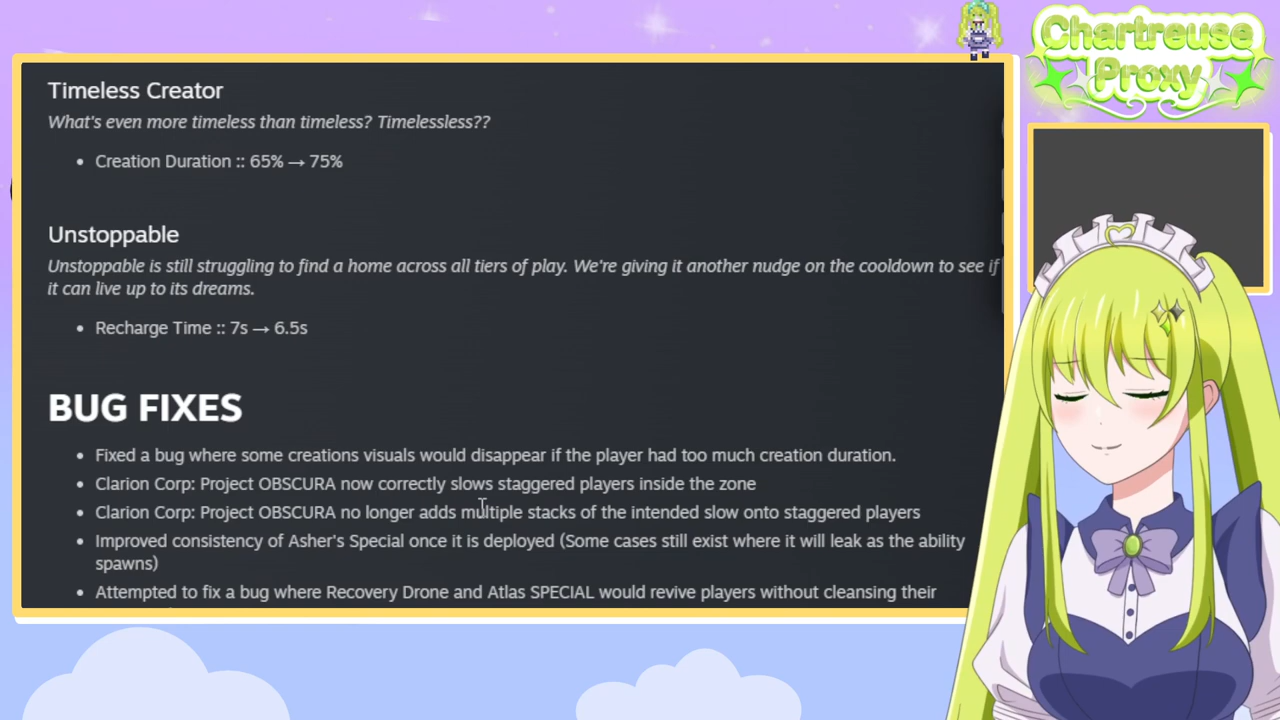 Chartreuse
Proxy
Timeless Creator
What's even more timeless than timeless? Timelessless??
• Creation Duration :: 65% → 75%
Unstoppable
Unstoppable is still struggling to find a home across all tiers of play. We're giving it another nudge on the cooldown to see if
it can live up to its dreams.
• Recharge Time :: 7s → 6.5s
BUG FIXES
• Fixed a bug where some creations visuals would disappear if the player had too much creation duration.
• Clarion Corp: Project OBSCURA now correctly slows staggered players inside the zone
• Clarion Corp: Project OBSCURA no longer adds multiple stacks of the intended slow onto staggered players
• Improved consistency of Asher's Special once it is deployed (Some cases still exist where it will leak as the ability
spawns)
• Attempted to fix a bug where Recovery Drone and Atlas SPECIAL would revive players without cleansing their